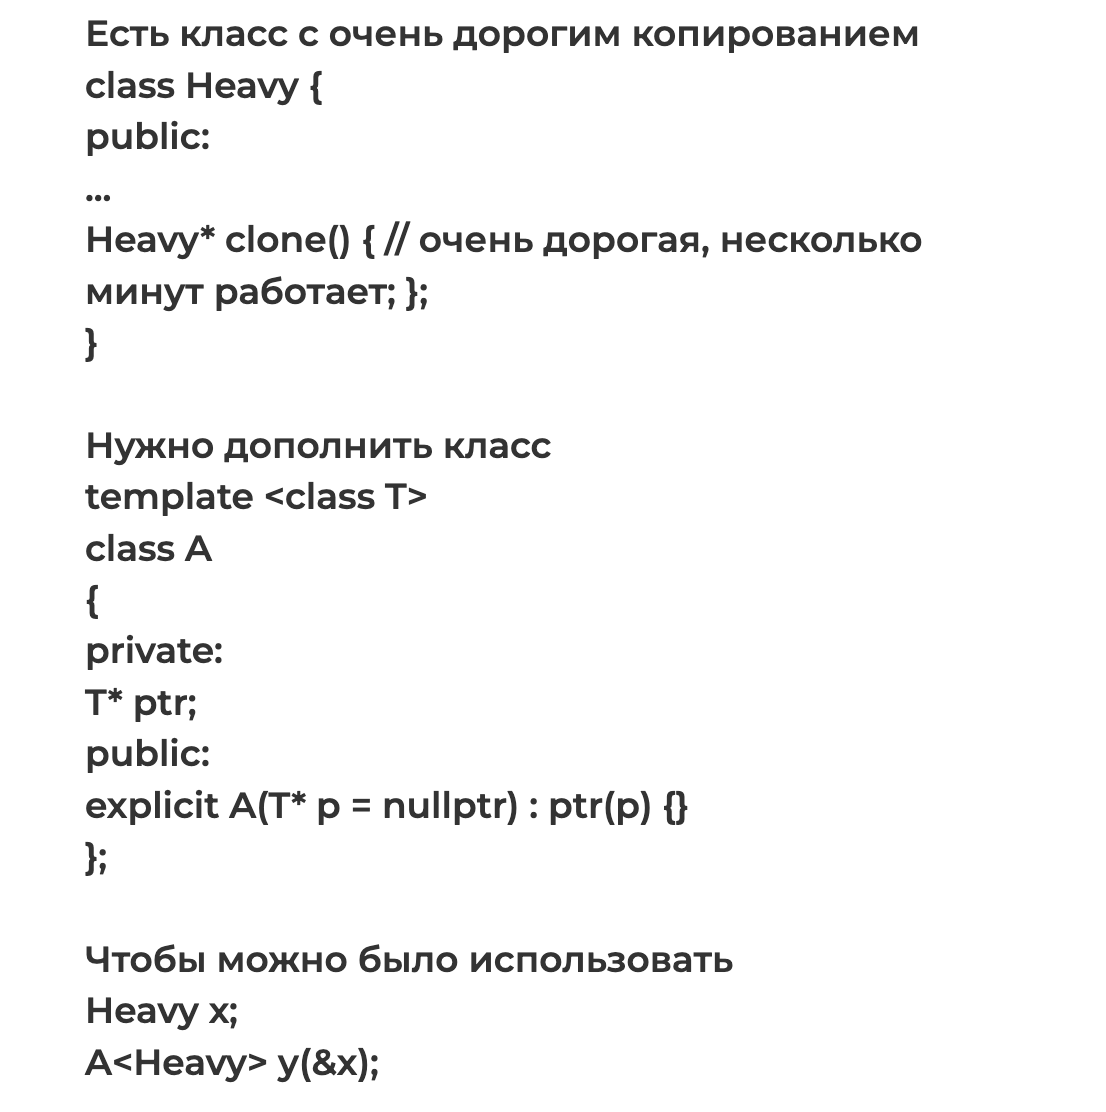 Есть класс с очень дорогим копированием
class Heavy {
public:
...
Heavy* clone() { // очень дорогая, несколько
минут работает; };
}
Нужно дополнить класс
template <class T>
class A
{
private:
T* ptr;
public:
explicit A(T* p = nullptr) : ptr(p) {}
};
Чтобы можно было использовать
Heavy x;
A<Heavy> y(&x);